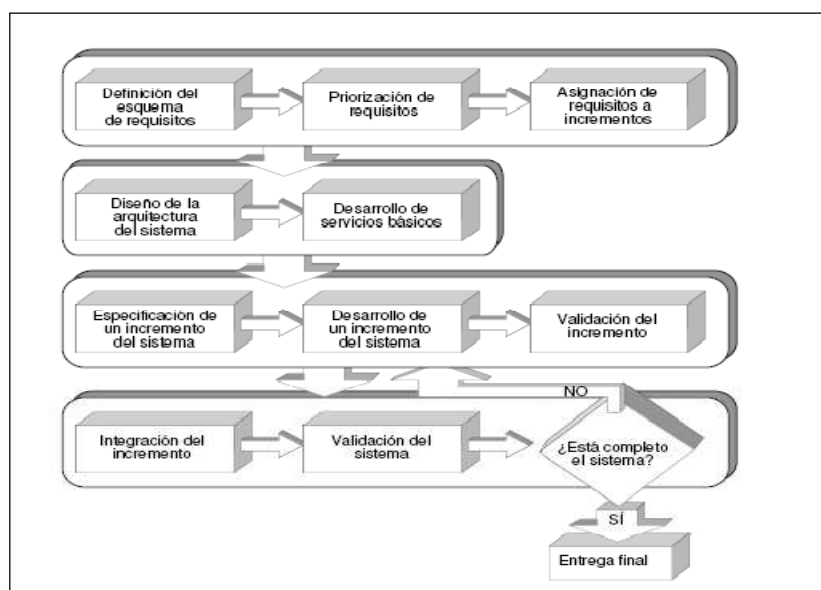 Definición del
esquema
de requisitos
Priorización de
requisitos
Asignación de
requisitos a
incrementos
Diseño de la
arquitectura
del sistema
Desarrollo de
servicios básicos
Especificación de
un incremento
del sistema
Desarrollo de
un incremento
del sistema
Validación del
incremento
NO
Integración del
incremento
Validación del
sistema
¿Está completo
el sistema?
SÍ
Entrega final